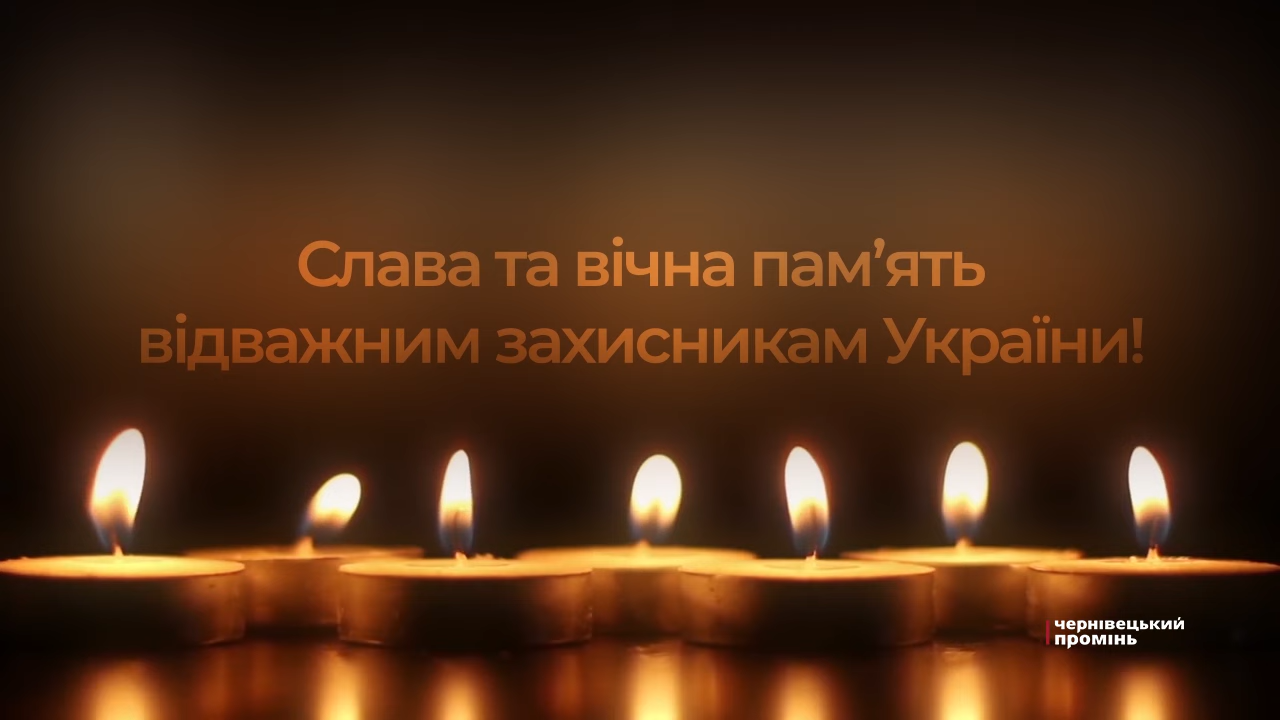 Слава та вічна пам’ять
відважним захисникам України!
чернівецький
промінь